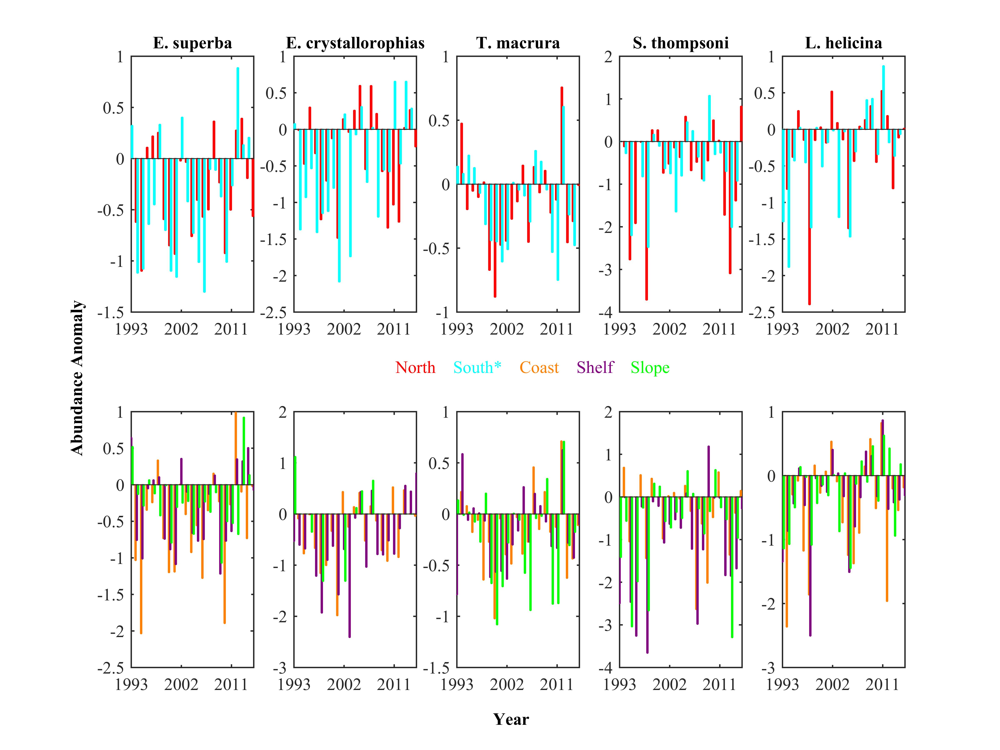 E. superba E. crystallorophias T. macrura S. thompsoni L. helicina
1 1 1 2 1
0.5 0.5 0.5 1 0.5
0 0 0 0 0
-0.5 -0.5 -0.5 -1 -0.5
-1 -1 -1 -2 -1
-1.5 -1.5 -3 -1.5
-2 -4 -2
-2.5 -2.5
1993 2002 2011 1993 2002 2011 1993 2002 2011 1993 2002 2011 1993 2002 2011
Abundance Anomaly
North South* Coast Shelf Slope
1 2 1 2 1
0.5 1 0.5 1 0
0 0 0 0 -1
-0.5 -1 -0.5 -1 -2
-1 -2 -1 -2 -3
-1.5 -3 -1.5 -3
-2 -4
-2.5
1993 2002 2011 1993 2002 2011 1993 2002 2011 1993 2002 2011 1993 2002 2011
Year